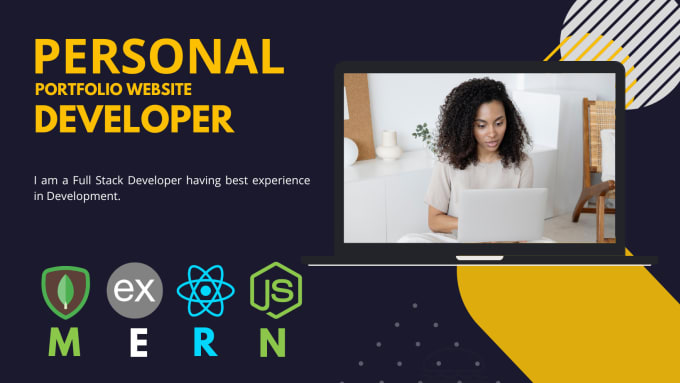 PERSONAL
PORTFOLIO WEBSITE
DEVELOPER
I am a Full Stack Developer having best experience
in Development.
ex
JS
M E R N